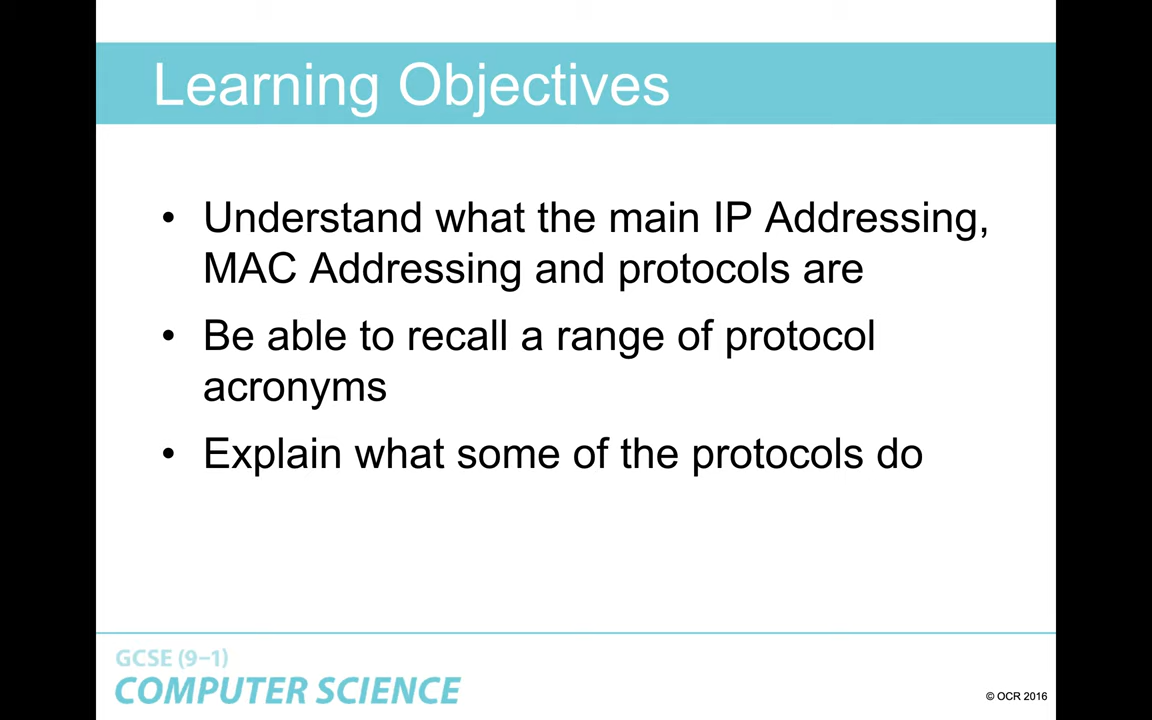 Learning Objectives
• Understand what the main IP Addressing,
MAC Addressing and protocols are
• Be able to recall a range of protocol
acronyms
• Explain what some of the protocols do
GCSE (9–1)
COMPUTER SCIENCE
© OCR 2016